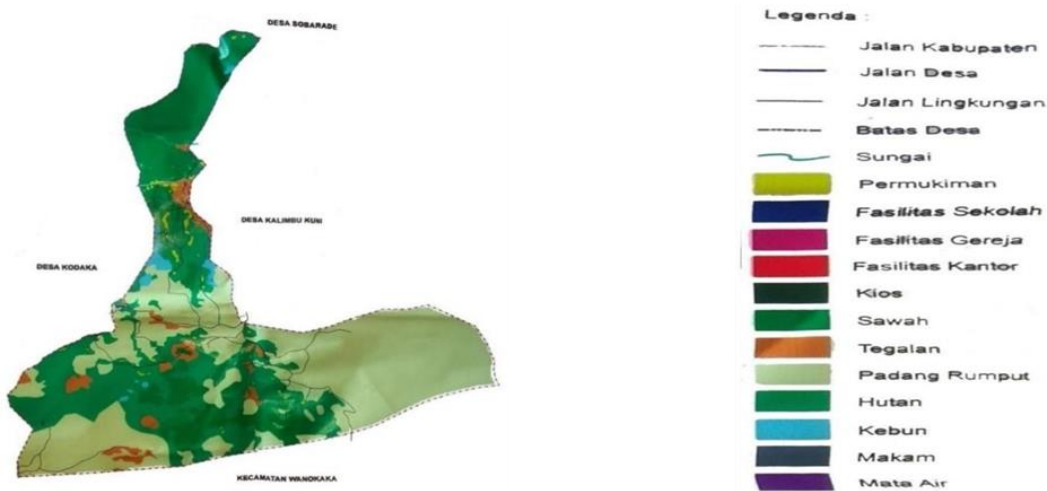 DESA SOBARADE
DESA KALIMBU KUNI
DESA KODAKA
KECAMATAN WANOKAKA
Legenda :
Jalan Kabupaten
Jalan Desa
Jalan Lingkungan
Batas Desa
Sungai
Permukiman
Fasilitas Sekolah
Fasilitas Gereja
Fasilitas Kantor
Kios
Sawah
Tegalan
Padang Rumput
Hutan
Kebun
Makam
Mata Air